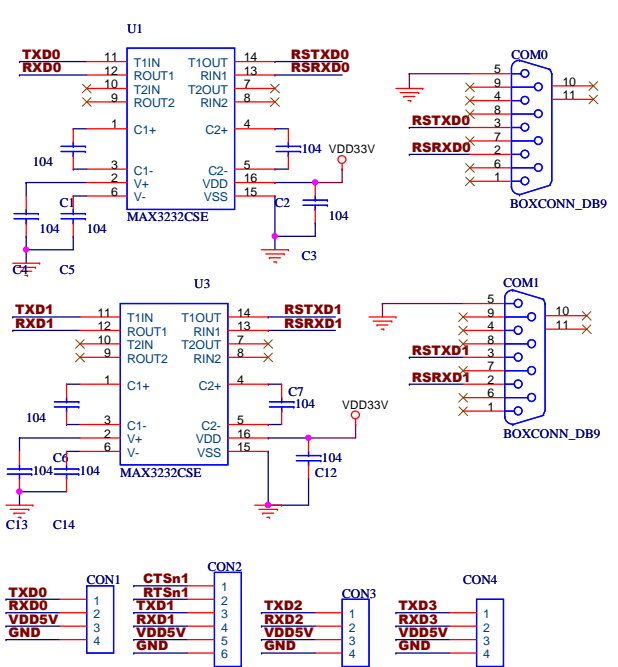 U1
TXD0 11 T1IN T1OUT 14 RSTXD0
RXD0 12 ROUT1 RIN1 13 RSRXD0
10 T2IN T2OUT 7
9 ROUT2 RIN2 8
1 C1+ C2+ 4
104 104 VDD33V
3 C1- C2- 5
2 V+ VDD 16
6 V- VSS 15
C1 C2
104 104 104
MAX3232CSE
C4 C5 C3
COM0
5
9 10
4 11
RSTXD0 3
7
RSRXD0 2
6
1
BOXCONN_DB9
U3
TXD1 11 T1IN T1OUT 14 RSTXD1
RXD1 12 ROUT1 RIN1 13 RSRXD1
10 T2IN T2OUT 7
9 ROUT2 RIN2 8
1 C1+ C2+ 4
C7
104 104 VDD33V
3 C1- C2- 5
2 V+ VDD 16
6 V- VSS 15
C6 104
104 104 C12
MAX3232CSE
C13 C14
COM1
5
9 10
4 11
RSTXD1 3
7
RSRXD1 2
6
1
BOXCONN_DB9
CON1
TXD0 1
RXD0 2
VDD5V 3
GND 4
CON2
CTSn1 1
RTSn1 2
TXD1 3
RXD1 4
VDD5V 5
GND 6
CON3
TXD2 1
RXD2 2
VDD5V 3
GND 4
CON4
TXD3 1
RXD3 2
VDD5V 3
GND 4